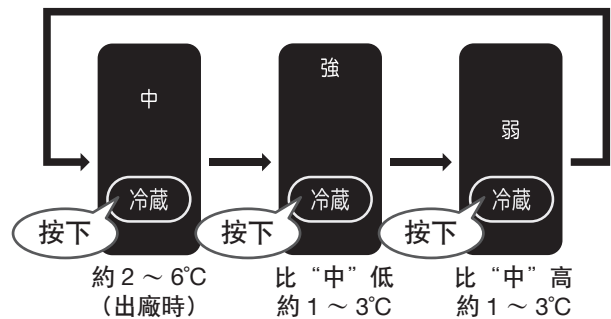 中
冷蔵
按下
約 2 ～ 6℃
（出廠時）
強
冷蔵
按下
比“中”低
約 1 ～ 3℃
弱
冷蔵
按下
比“中”高
約 1 ～ 3℃